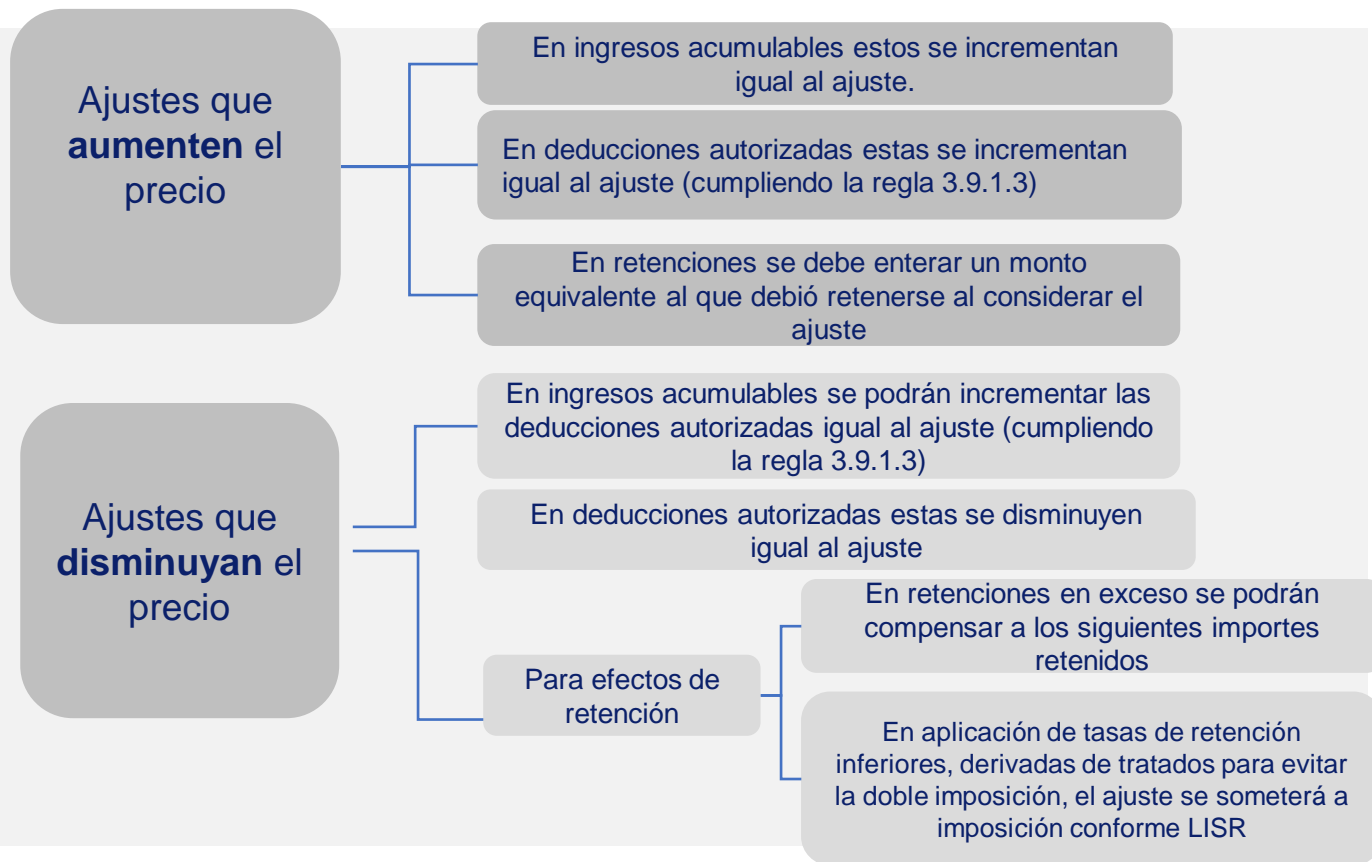 Ajustes que
aumenten el
precio
En ingresos acumulables estos se incrementan
igual al ajuste.
En deducciones autorizadas estas se incrementan
igual al ajuste (cumpliendo la regla 3.9.1.3)
En retenciones se debe enterar un monto
equivalente al que debió retenerse al considerar el
ajuste
Ajustes que
disminuyan el
precio
En ingresos acumulables se podrán incrementar las
deducciones autorizadas igual al ajuste (cumpliendo
la regla 3.9.1.3)
En deducciones autorizadas estas se disminuyen
igual al ajuste
Para efectos de
retención
En retenciones en exceso se podrán
compensar a los siguientes importes
retenidos
En aplicación de tasas de retención
inferiores, derivadas de tratados para evitar
la doble imposición, el ajuste se someterá a
imposición conforme LISR